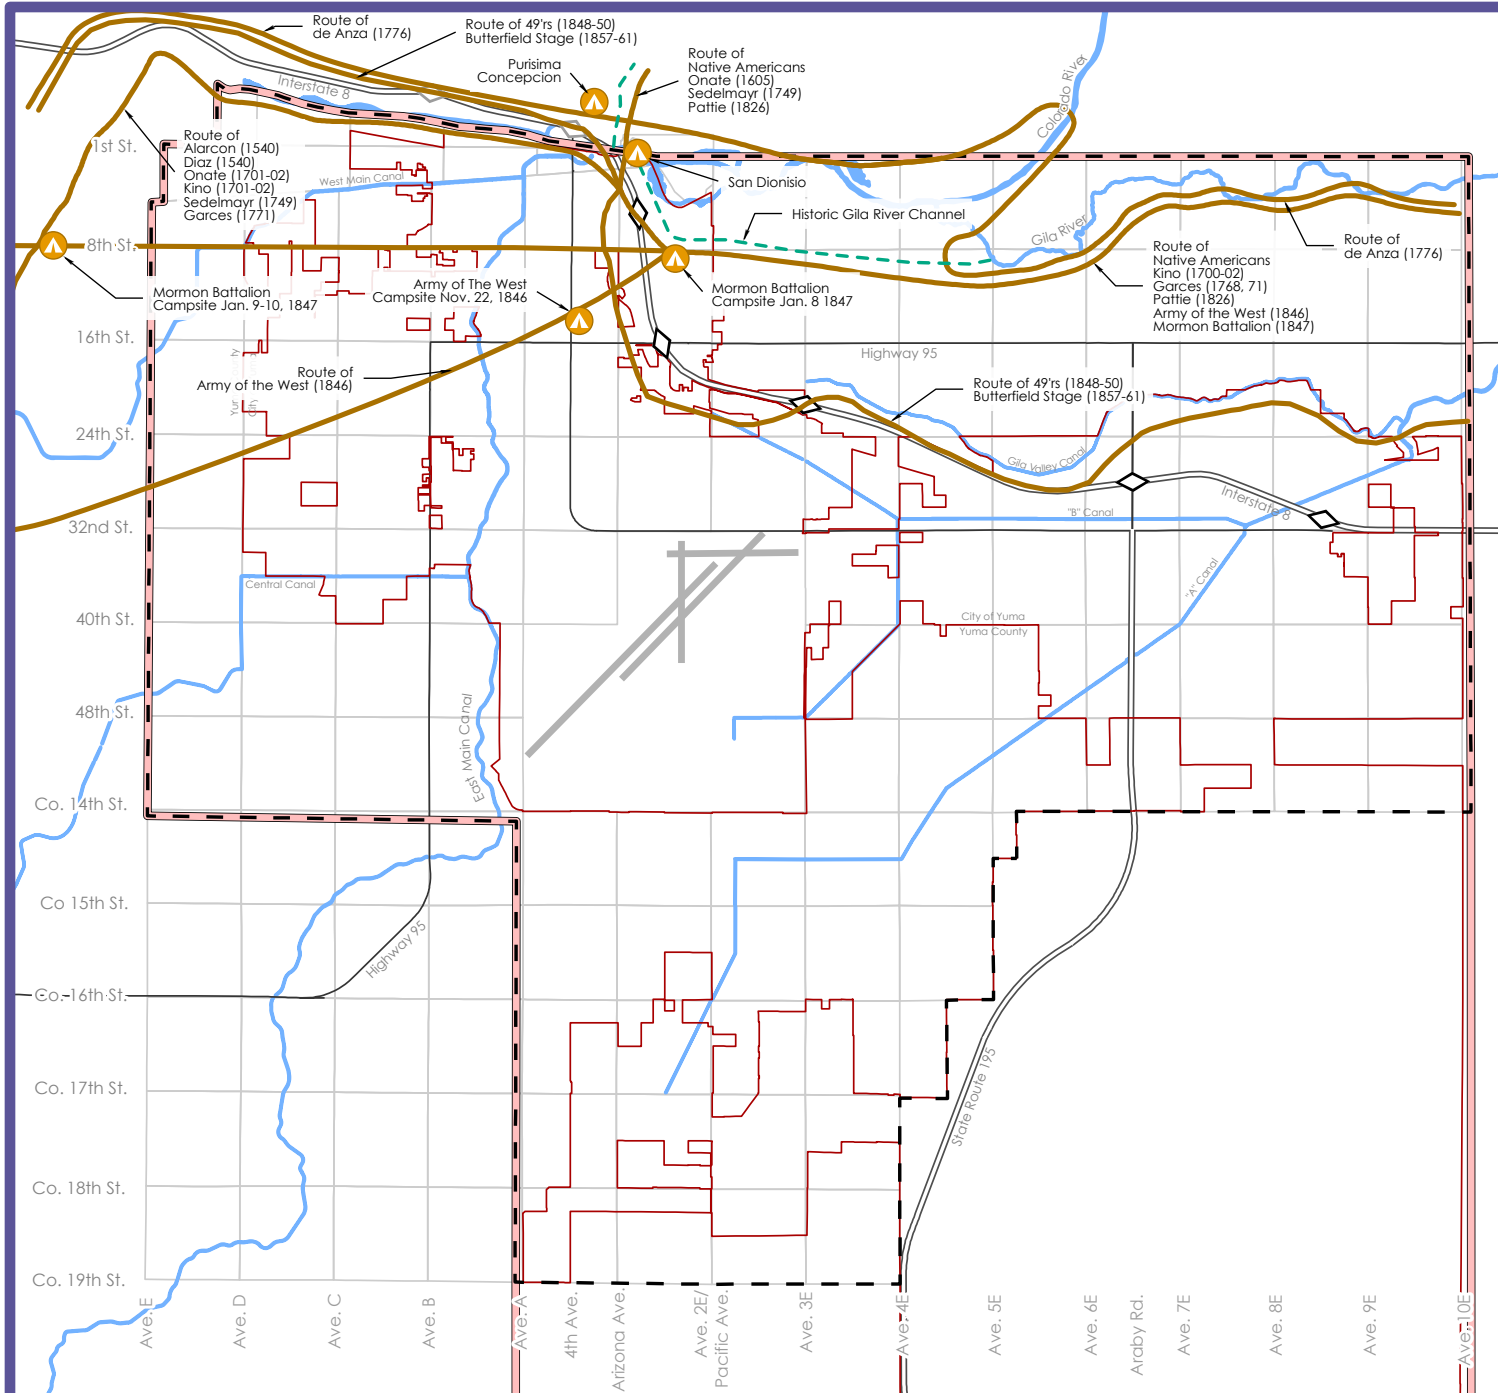 Route of
de Anza (1776)
Route of 49'rs (1848-50)
Butterfield Stage (1857-61)
Purisima
Concepcion
Route of
Native Americans
Onate (1605)
Sedelmayr (1749)
Pattie (1826)
Interstate 8
Colorado River
1st St.
Route of
Alarcon (1540)
Diaz (1540)
Onate (1701-02)
Kino (1701-02)
Sedelmayr (1749)
Garces (1771)
West Main Canal
San Dionisio
Historic Gila River Channel
Gila River
8th St.
Route of
de Anza (1776)
Route of
Native Americans
Kino (1700-02)
Garces (1768, 71)
Pattie (1826)
Army of the West (1846)
Mormon Battalion (1847)
Mormon Battalion
Campsite Jan. 9-10, 1847
Army of The West
Campsite Nov. 22, 1846
Mormon Battalion
Campsite Jan. 8 1847
16th St.
Highway 95
Route of
Army of the West (1846)
Route of 49'rs (1848-50)
Butterfield Stage (1857-61)
24th St.
Gila Valley Canal
Interstate 8
"B" Canal
32nd St.
Central Canal
"A" Canal
40th St.
City of Yuma
Yuma County
48th St.
East Main Canal
Co. 14th St.
Co 15th St.
Highway 95
Co. 16th St.
State Route 195
Co. 17th St.
Co. 18th St.
Co. 19th St.
Ave. E
Ave. D
Ave. C
Ave. B
Ave. A
4th Ave.
Arizona Ave.
Ave. 2E/
Pacific Ave.
Ave. 3E
Ave. 4E
Ave. 5E
Ave. 6E
Araby Rd.
Ave. 7E
Ave. 8E
Ave. 9E
Ave. 10E